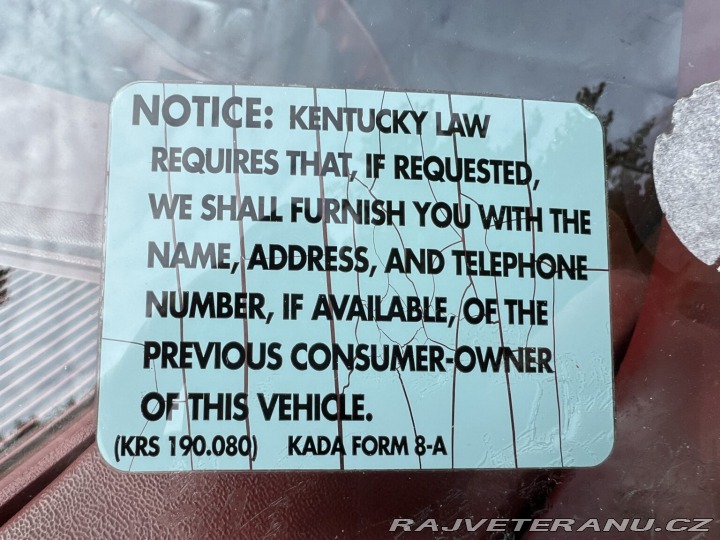 NOTICE: KENTUCKY LAW
REQUIRES THAT, IF REQUESTED,
WE SHALL FURNISH YOU WITH THE
NAME, ADDRESS, AND TELEPHONE
NUMBER, IF AVAILABLE, OF THE
PREVIOUS CONSUMER-OWNER
OF THIS VEHICLE.
(KRS 190.080) KADA FORM 8-A
RAJVETERANU.CZ